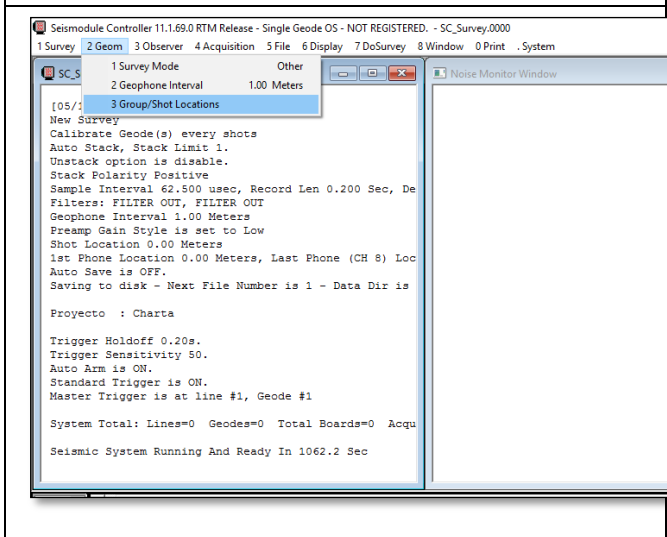 Seismodule Controller 11.1.69.0 RTM Release - Single Geode OS - NOT REGISTERED. - SC_Survey.0000
1 Survey 2 Geom 3 Observer 4 Acquisition 5 File 6 Display 7 DoSurvey 8 Window 0 Print . System
SC_S
1 Survey Mode Other
2 Geophone Interval 1.00 Meters
3 Group/Shot Locations
Noise Monitor Window
[05/1
New Survey
Calibrate Geode(s) every shots
Auto Stack, Stack Limit 1.
Unstack option is disable.
Stack Polarity Positive
Sample Interval 62.500 usec, Record Len 0.200 Sec, De
Filters: FILTER OUT, FILTER OUT
Geophone Interval 1.00 Meters
Preamp Gain Style is set to Low
Shot Location 0.00 Meters
1st Phone Location 0.00 Meters, Last Phone (CH 8) Loc
Auto Save is OFF.
Saving to disk - Next File Number is 1 - Data Dir is
Proyecto : Charta
Trigger Holdoff 0.20s.
Trigger Sensitivity 50.
Auto Arm is ON.
Standard Trigger is ON.
Master Trigger is at line #1, Geode #1
System Total: Lines=0 Geodes=0 Total Boards=0 Acqu
Seismic System Running And Ready In 1062.2 Sec